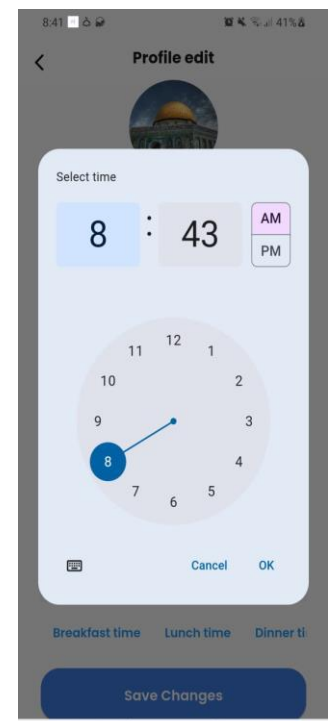 8:41 41%
Profile edit
Select time
8 : 43 AM
PM
12
11 1
10 2
9 3
8 4
7 5
6
Cancel OK
Breakfast time Lunch time Dinner ti
Save Changes